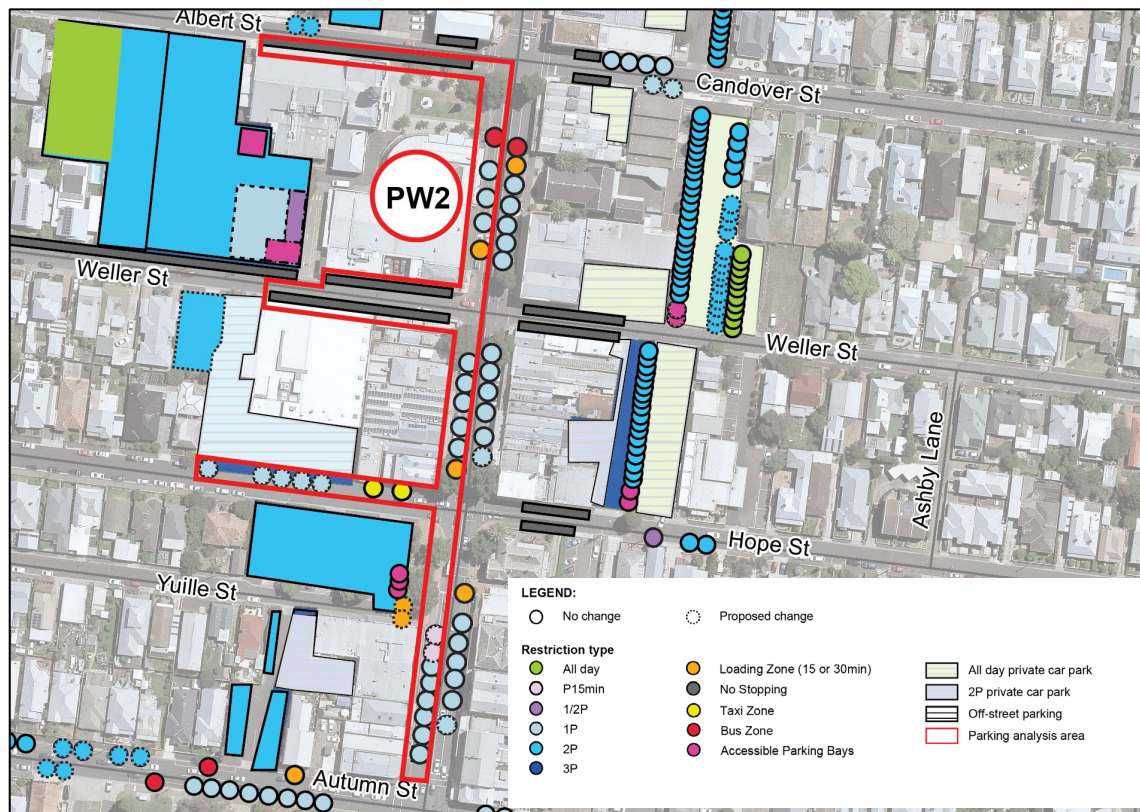 Albert St
Candover St
PW2
Weller St
Weller St
Ashby Lane
Hope St
Yuille St
Autumn St
LEGEND:
No change
Proposed change
Restriction type
All day
P15min
1/2P
1P
2P
3P
Loading Zone (15 or 30min)
No Stopping
Taxi Zone
Bus Zone
Accessible Parking Bays
All day private car park
2P private car park
Off-street parking
Parking analysis area